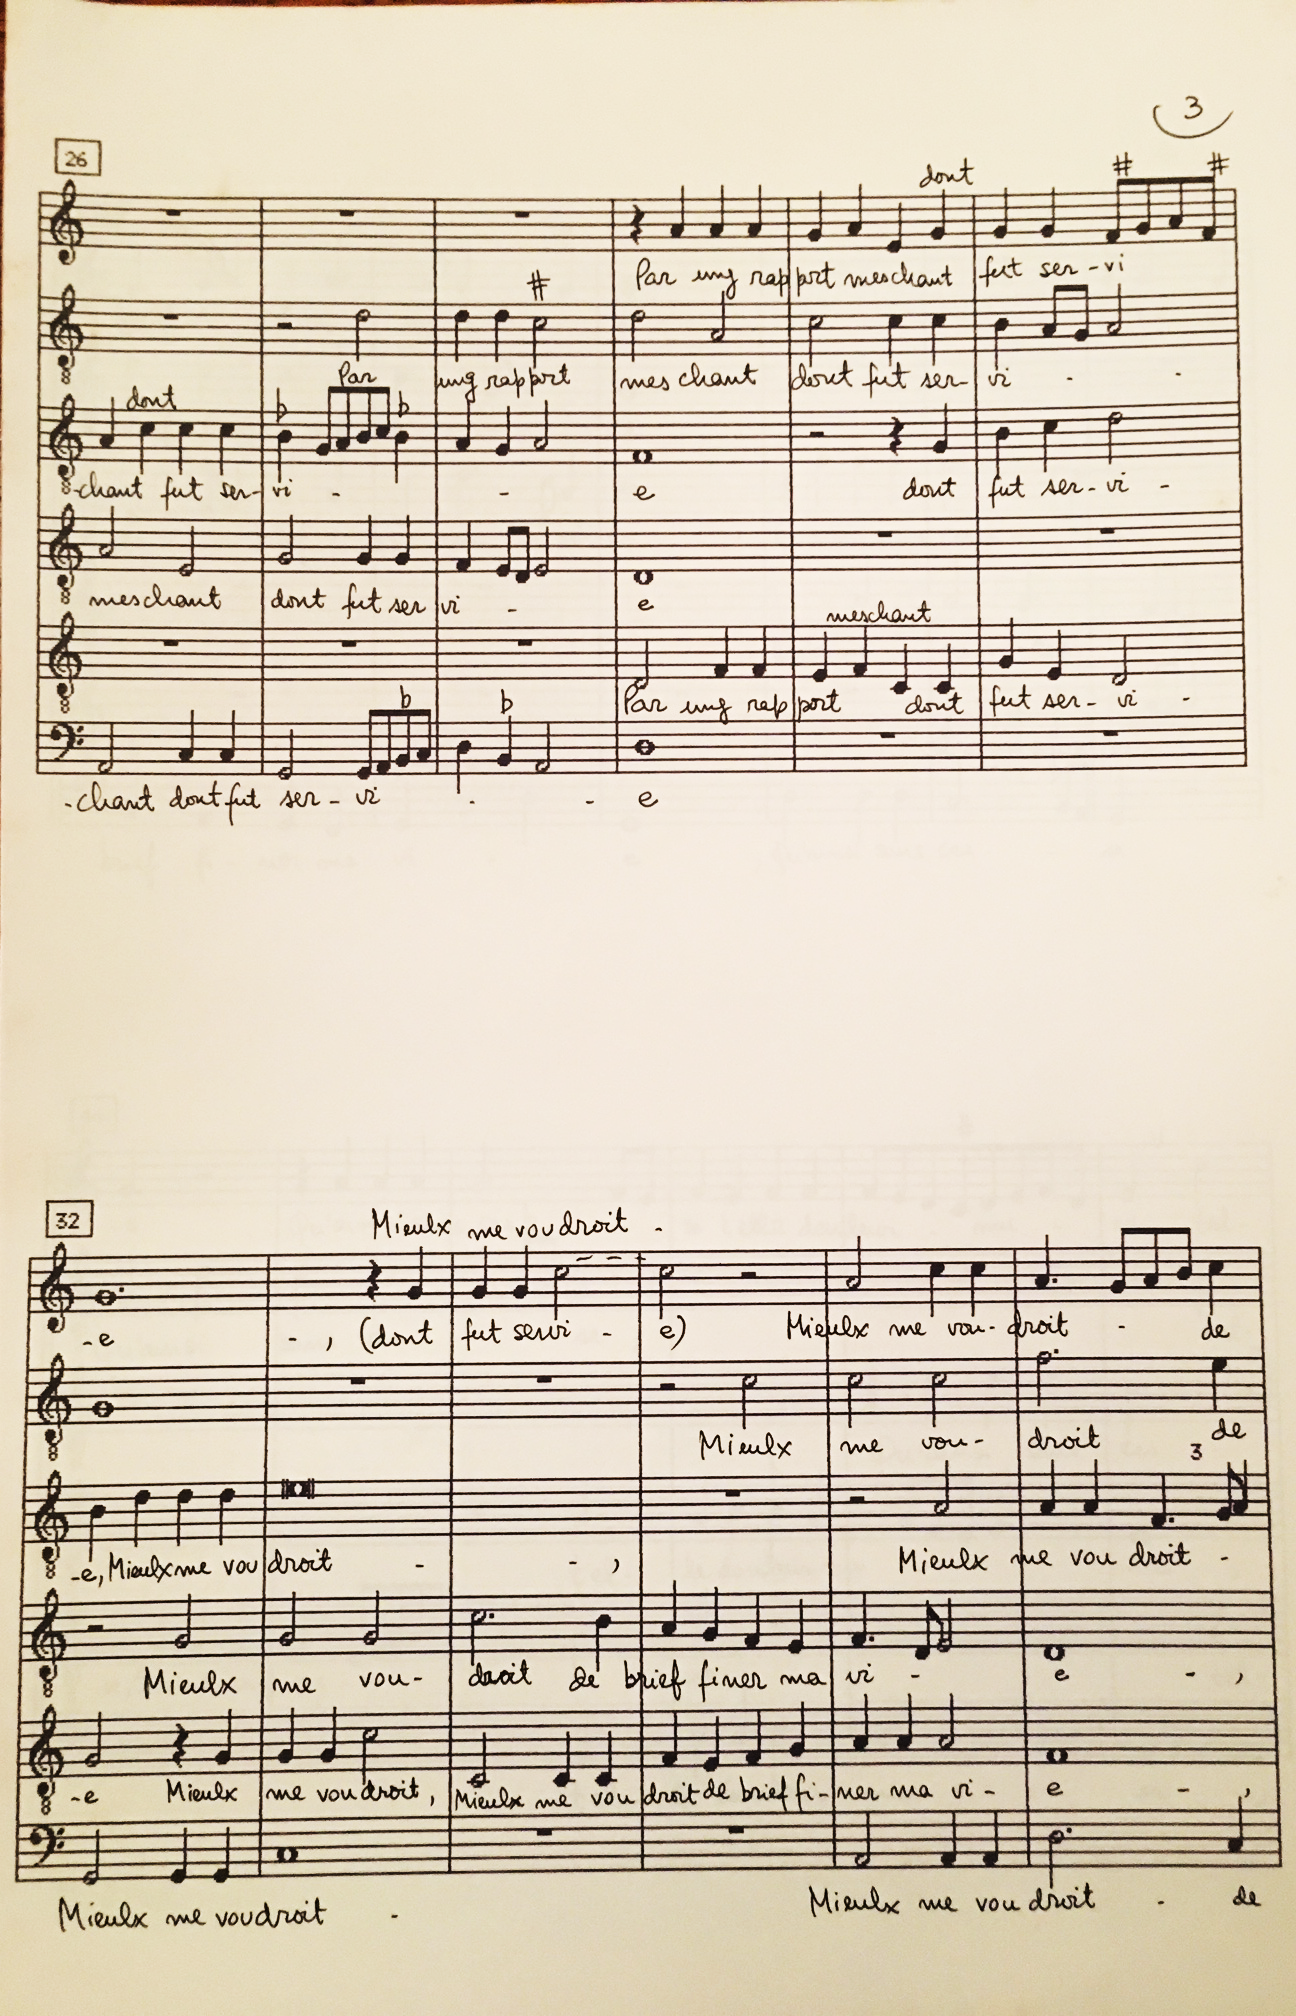 3
26
dont
Par ung rapport meschant fut ser-vi
Par ung rapport meschant dont fut ser-vi - -
dont
-chant fut ser-vi - - e dont fut ser-vi -
meschant dont fut ser vi - e
meschant
Par ung rapport dont fut ser-vi -
-chant dont fut ser-vi - - e
32
Mieulx me voudroit -
-e -, (dont fut servi - e) Mieulx me vou-droit - de
Mieulx me vou- droit de
3
-e, Mieulx me vou droit - -, Mieulx me vou droit -
Mieulx me vou- droit de brief finer ma vi - e -,
-e Mieulx me voudroit, Mieulx me vou droit de brief fi-ner ma vi- e -,
Mieulx me voudroit - Mieulx me vou droit - de